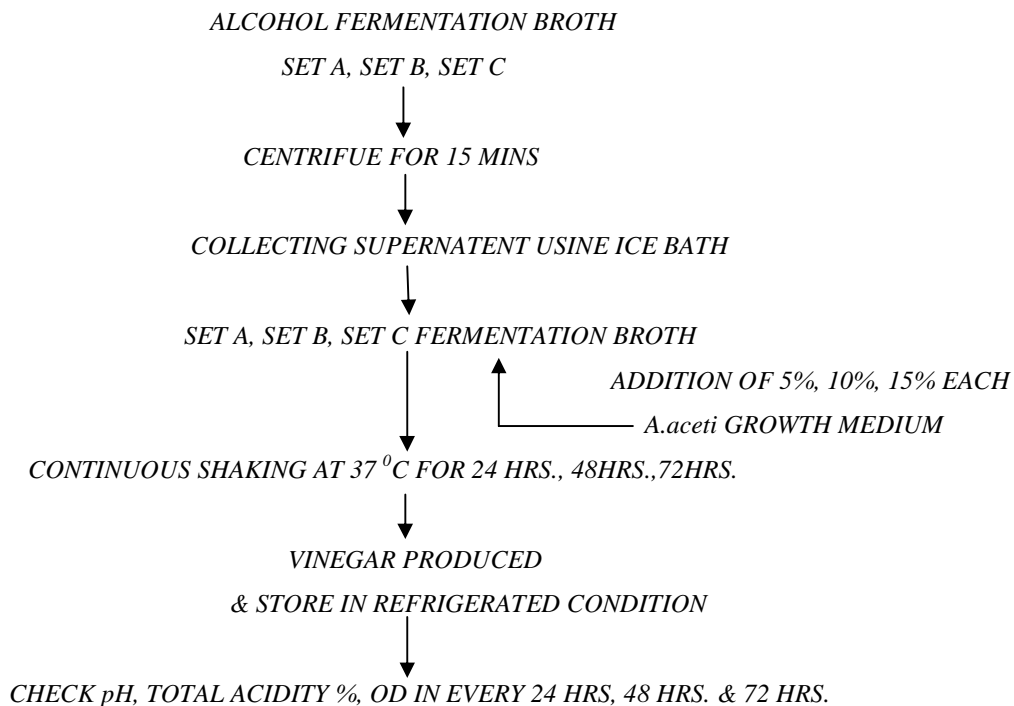 ALCOHOL FERMENTATION BROTH
SET A, SET B, SET C
CENTRIFUE FOR 15 MINS
COLLECTING SUPERNATENT USINE ICE BATH
SET A, SET B, SET C FERMENTATION BROTH
ADDITION OF 5%, 10%, 15% EACH
A.aceti GROWTH MEDIUM
CONTINUOUS SHAKING AT 37 ⁰C FOR 24 HRS., 48HRS.,72HRS.
VINEGAR PRODUCED
& STORE IN REFRIGERATED CONDITION
CHECK pH, TOTAL ACIDITY %, OD IN EVERY 24 HRS, 48 HRS. & 72 HRS.